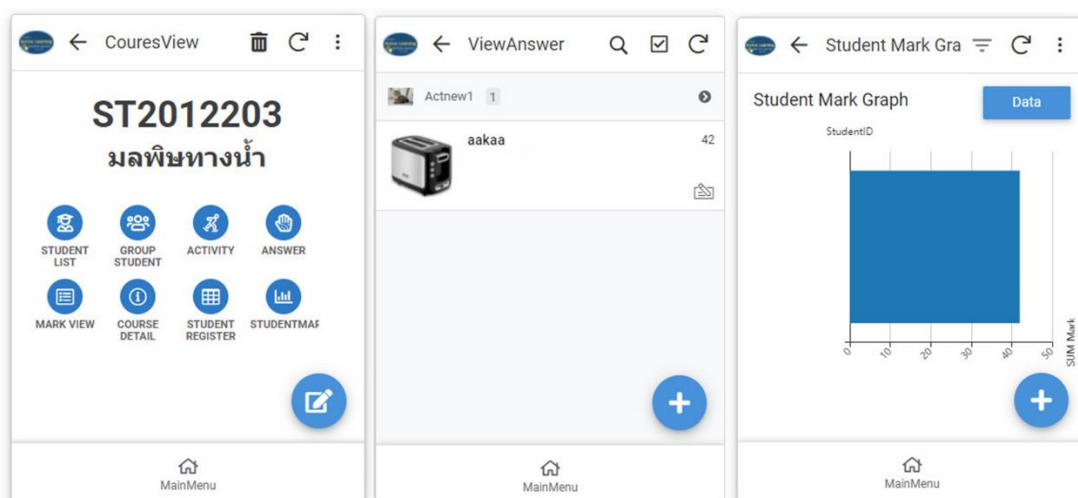 CouresView
ST2012203
มลพิษทางน้ำ
STUDENT LIST
GROUP STUDENT
ACTIVITY
ANSWER
MARK VIEW
COURSE DETAIL
STUDENT REGISTER
STUDENTMAR
MainMenu
ViewAnswer
Actnew1 1
aakaa 42
MainMenu
Student Mark Gra
Student Mark Graph Data
StudentID
0 10 20 30 40 50
SUM Mark
MainMenu